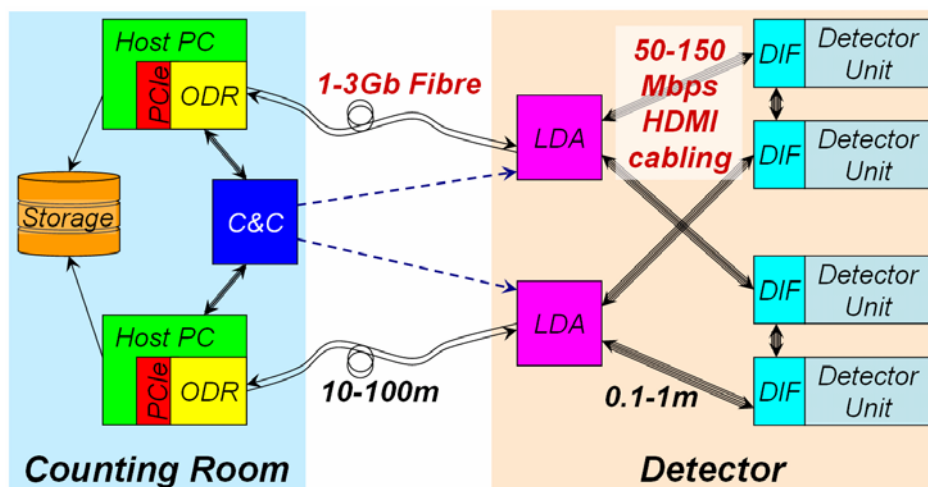 Host PC
PCIe
ODR
Storage
C&C
Host PC
PCIe
ODR
Counting Room
1-3Gb Fibre
10-100m
LDA
LDA
50-150
Mbps
HDMI
cabling
0.1-1m
DIF
Detector
Unit
DIF
Detector
Unit
DIF
Detector
Unit
DIF
Detector
Unit
Detector